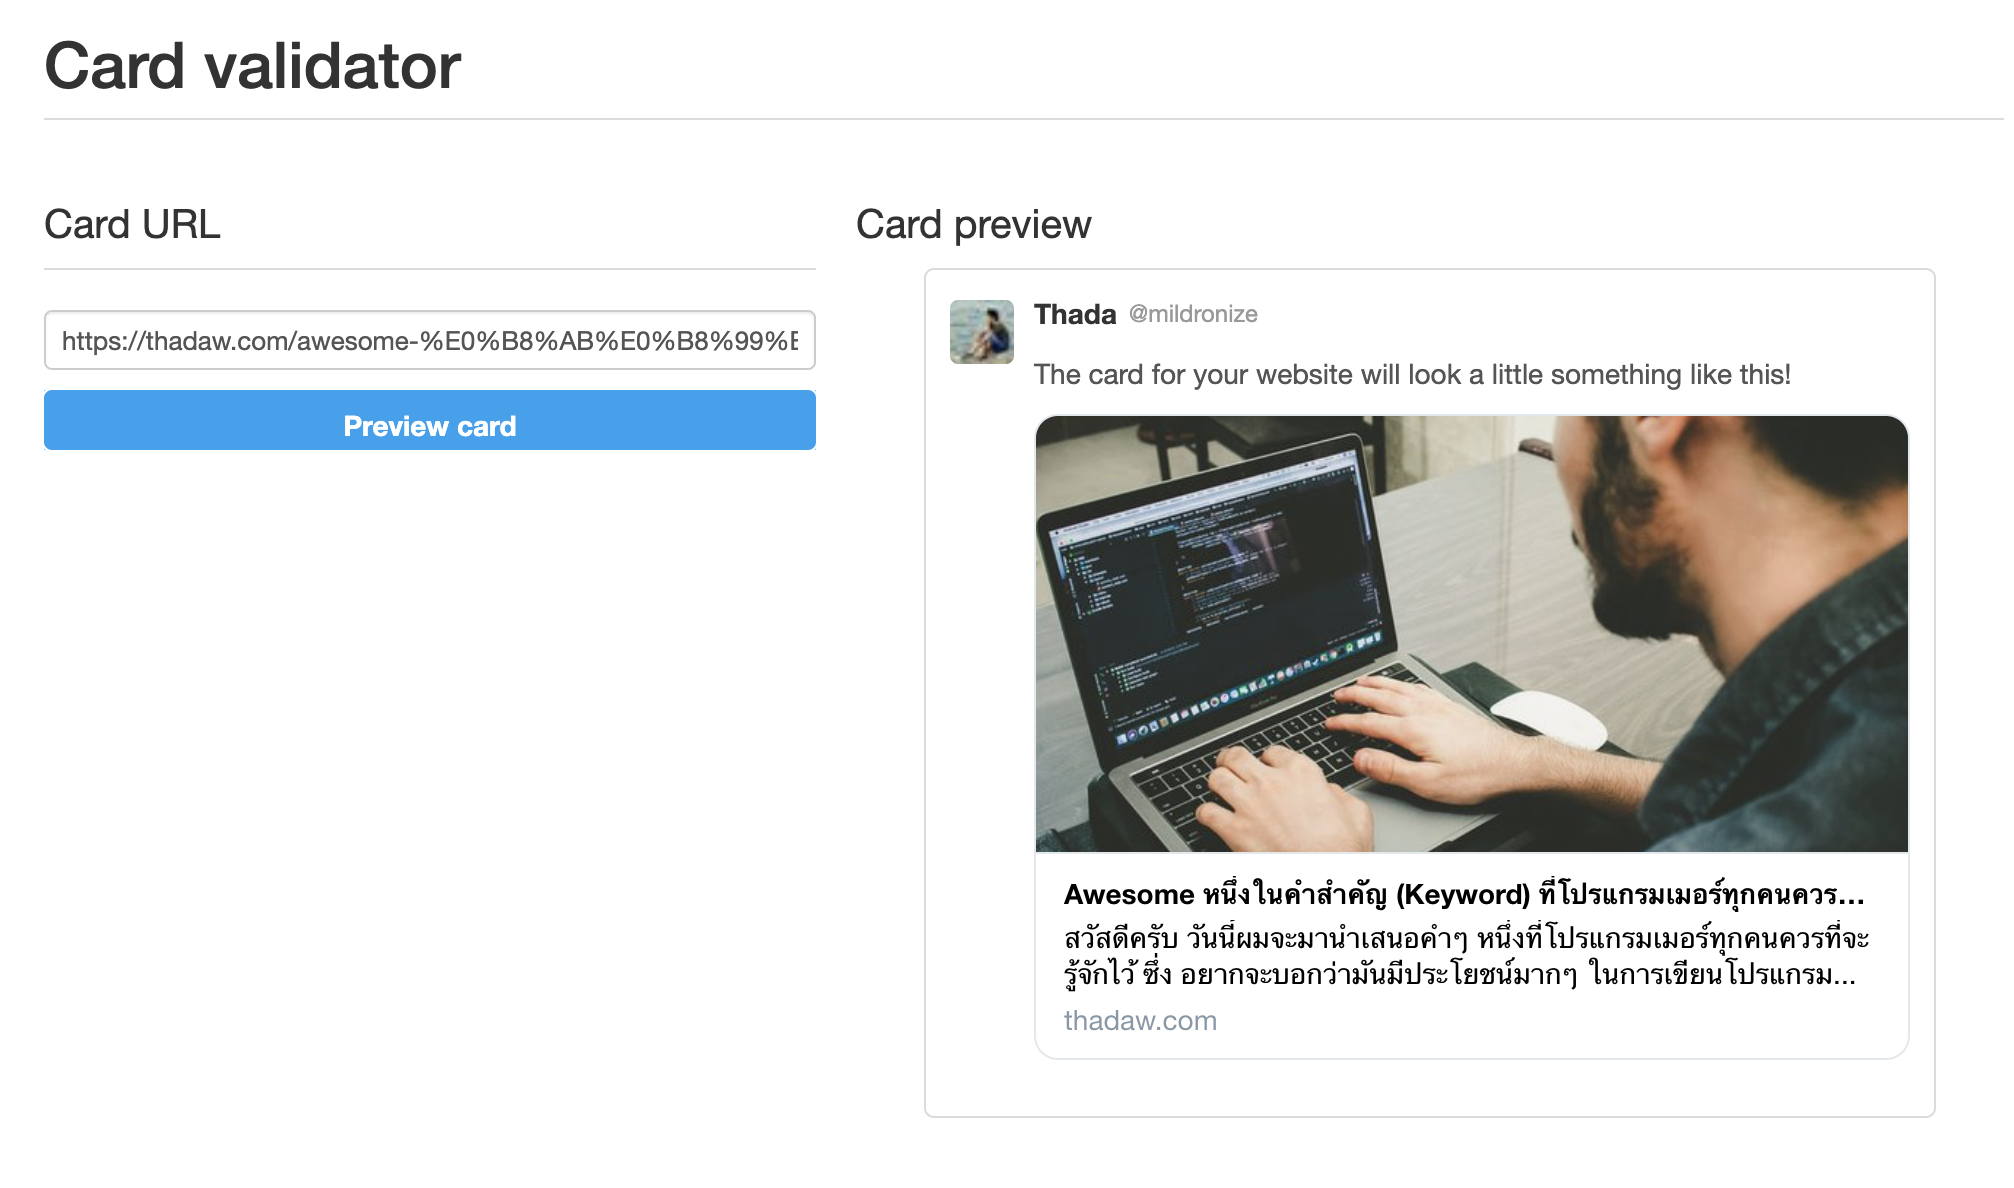 Card validator
Card URL
https://thadaw.com/awesome-%E0%B8%AB%E0%B8%99%E
Preview card
Card preview
Thada @mildronize
The card for your website will look a little something like this!
Awesome หนึ่งในคำสำคัญ (Keyword) ที่โปรแกรมเมอร์ทุกคนควร...
สวัสดีครับ วันนี้ผมจะมานำเสนอคำๆ หนึ่งที่โปรแกรมเมอร์ทุกคนควรที่จะ
รู้จักไว้ ซึ่ง อยากจะบอกว่ามันมีประโยชน์มากๆ ในการเขียนโปรแกรม...
thadaw.com